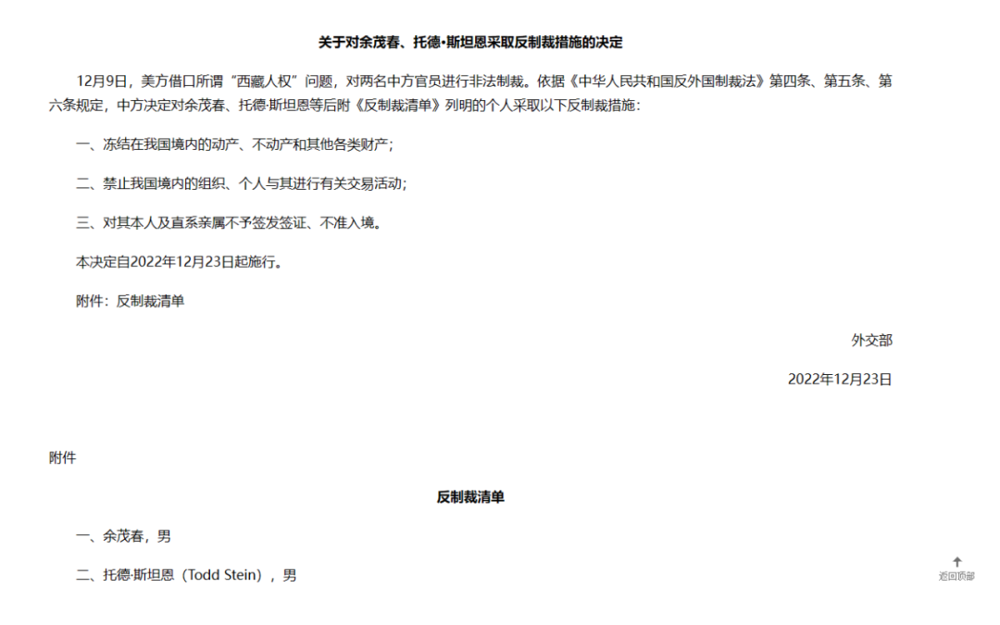 关于对余茂春、托德•斯坦恩采取反制裁措施的决定
12月9日，美方借口所谓“西藏人权”问题，对两名中方官员进行非法制裁。依据《中华人民共和国反外国制裁法》第四条、第五条、第
六条规定，中方决定对余茂春、托德·斯坦恩等后附《反制裁清单》列明的个人采取以下反制裁措施：
一、冻结在我国境内的动产、不动产和其他各类财产；
二、禁止我国境内的组织、个人与其进行有关交易活动；
三、对其本人及直系亲属不予签发签证、不准入境。
本决定自2022年12月23日起施行。
附件：反制裁清单
外交部
2022年12月23日
附件
反制裁清单
一、余茂春，男
二、托德·斯坦恩（Todd Stein），男
返回顶部